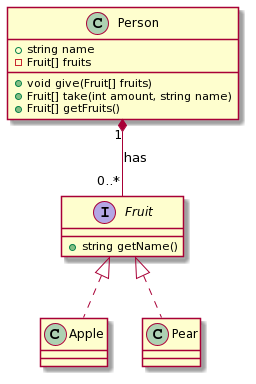 C Person
string name
Fruit[] fruits
void give(Fruit[] fruits)
Fruit[] take(int amount, string name)
Fruit[] getFruits()
1
has
0..*
I Fruit
string getName()
C Apple
C Pear